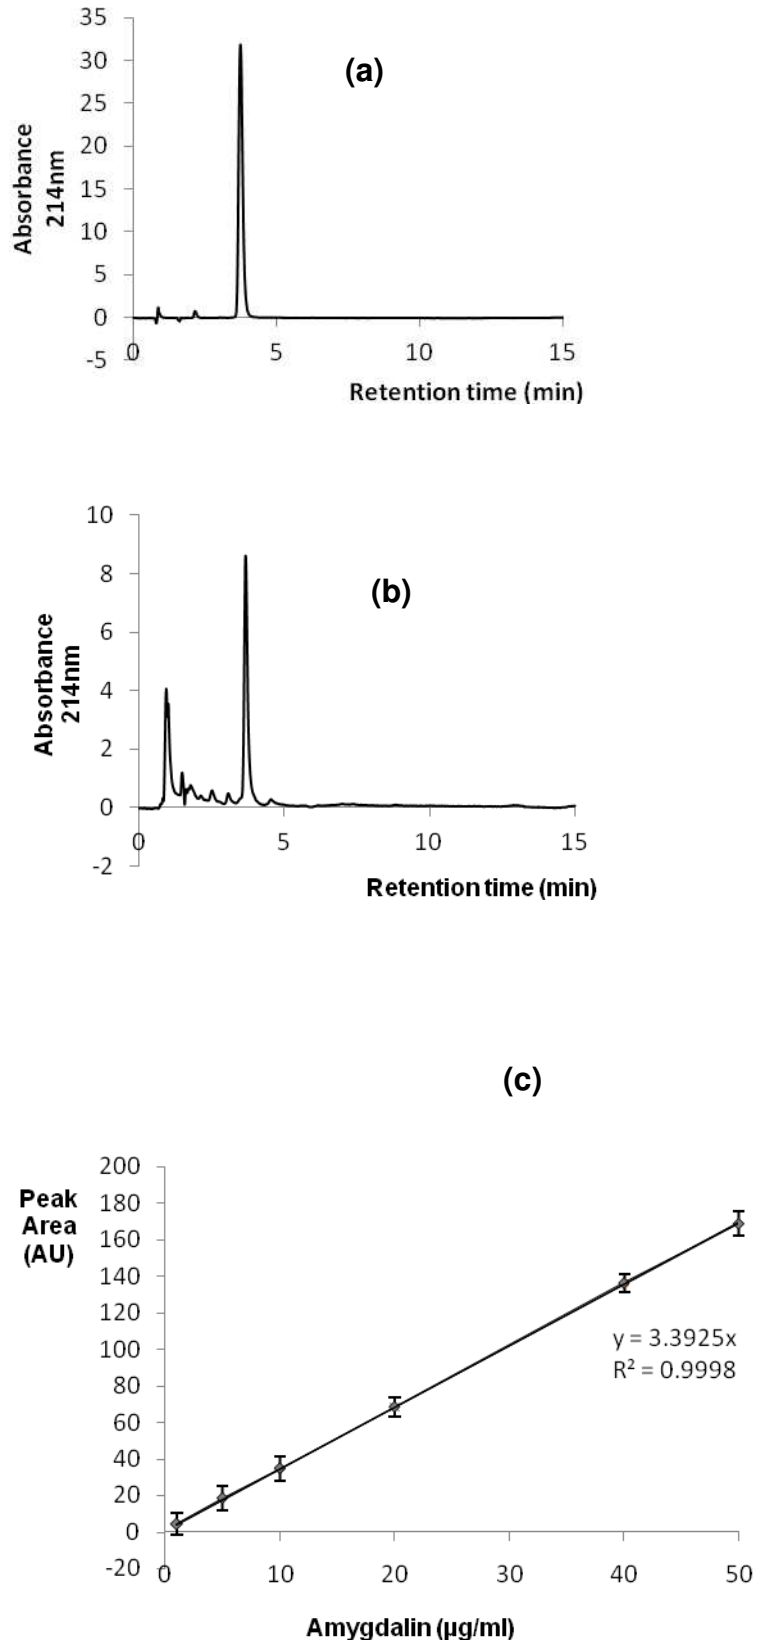 (a)
35
30
25
20
15
10
5
0
-5
Absorbance
214nm
0 5 10 15
Retention time (min)
(b)
10
8
6
4
2
0
-2
Absorbance
214nm
0 5 10 15
Retention time (min)
(c)
200
180
160
140
120
100
80
60
40
20
0
-20
Peak
Area
(AU)
y = 3.3925x
R² = 0.9998
0 10 20 30 40 50
Amygdalin (µg/ml)